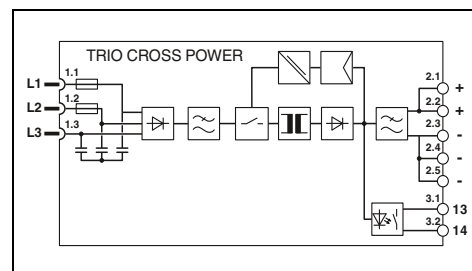 TRIO CROSS POWER
L1 1.1
L2 1.2
L3 1.3
2.1 +
2.2 +
2.3 -
2.4 -
2.5 -
3.1 13
3.2 14